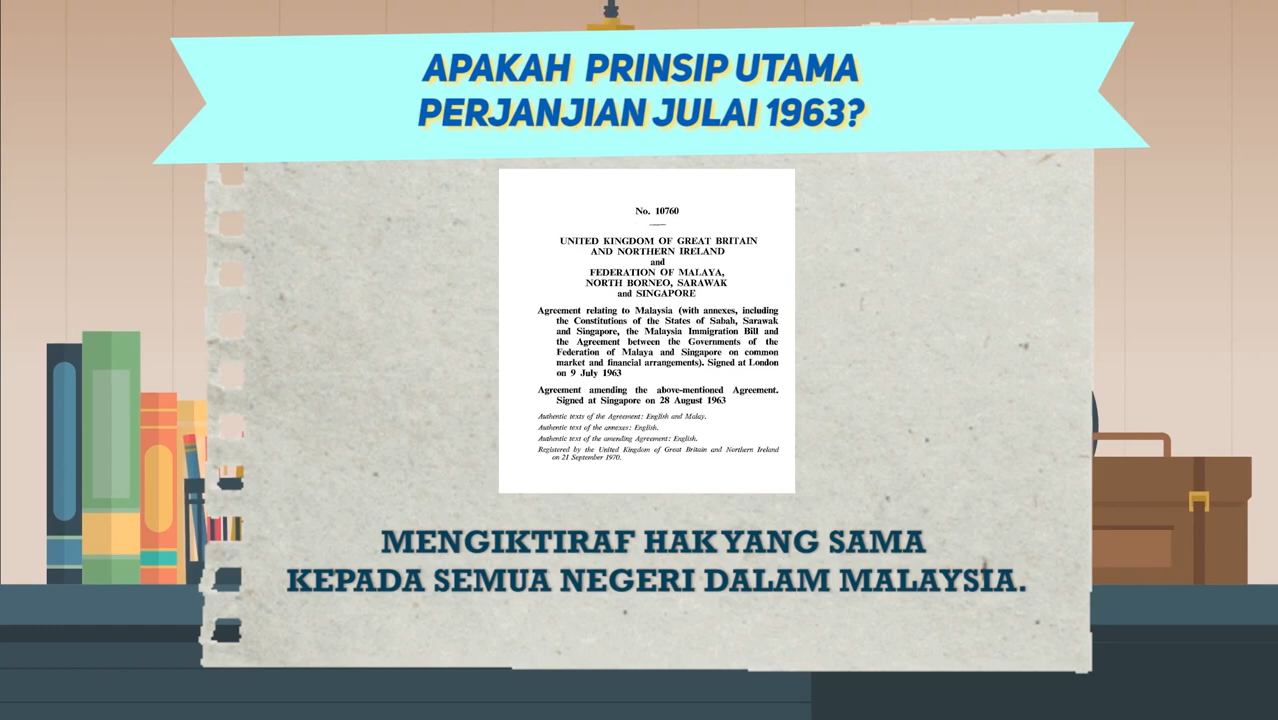 APAKAH PRINSIP UTAMA
PERJANJIAN JULAI 1963?
No. 10760
UNITED KINGDOM OF GREAT BRITAIN
AND NORTHERN IRELAND
and
FEDERATION OF MALAYA,
NORTH BORNEO, SARAWAK
and SINGAPORE
Agreement relating to Malaysia (with annexes, including
the Constitutions of the States of Sabah, Sarawak
and Singapore, the Malaysia Immigration Bill and
the Agreement between the Governments of the
Federation of Malaya and Singapore on common
market and financial arrangements). Signed at London
on 9 July 1963
Agreement amending the above-mentioned Agreement.
Signed at Singapore on 28 August 1963
Authentic texts of the Agreement: English and Malay.
Authentic text of the annexes: English.
Authentic text of the amending Agreement: English.
Registered by the United Kingdom of Great Britain and Northern Ireland
on 21 September 1970.
MENGIKTIRAF HAK YANG SAMA
KEPADA SEMUA NEGERI DALAM MALAYSIA.